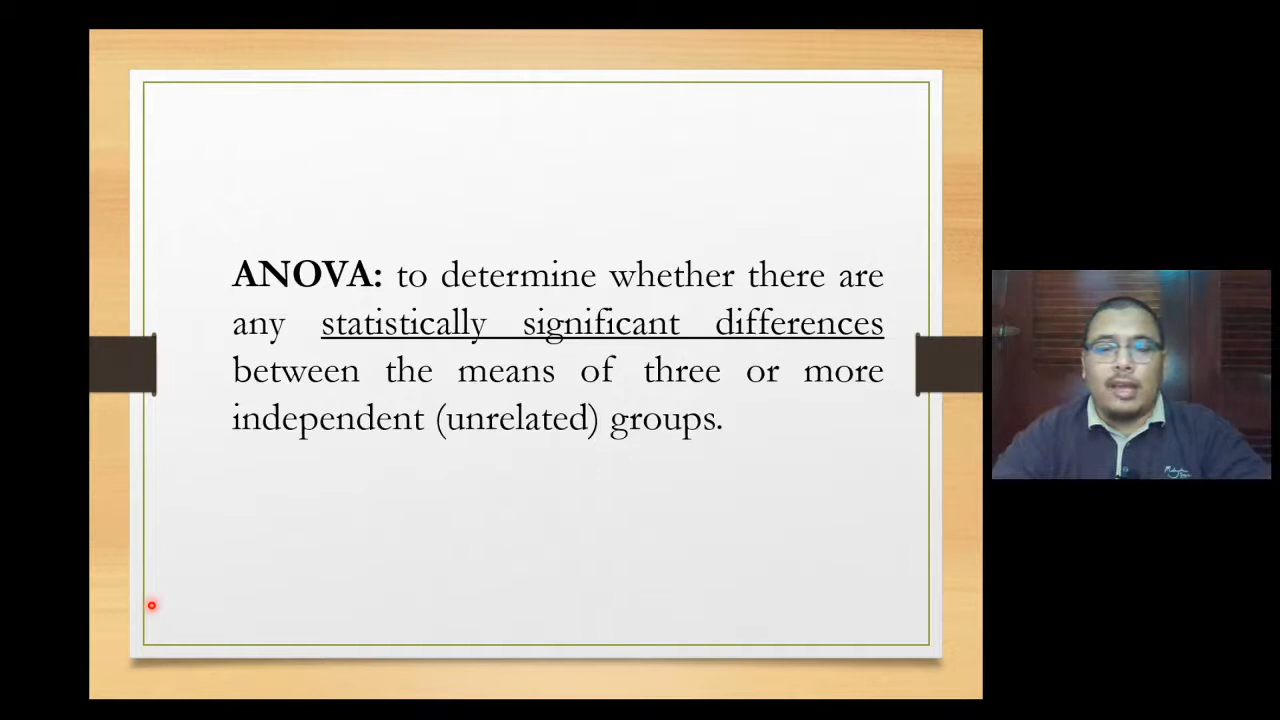 ANOVA: to determine whether there are
any statistically significant differences
between the means of three or more
independent (unrelated) groups.